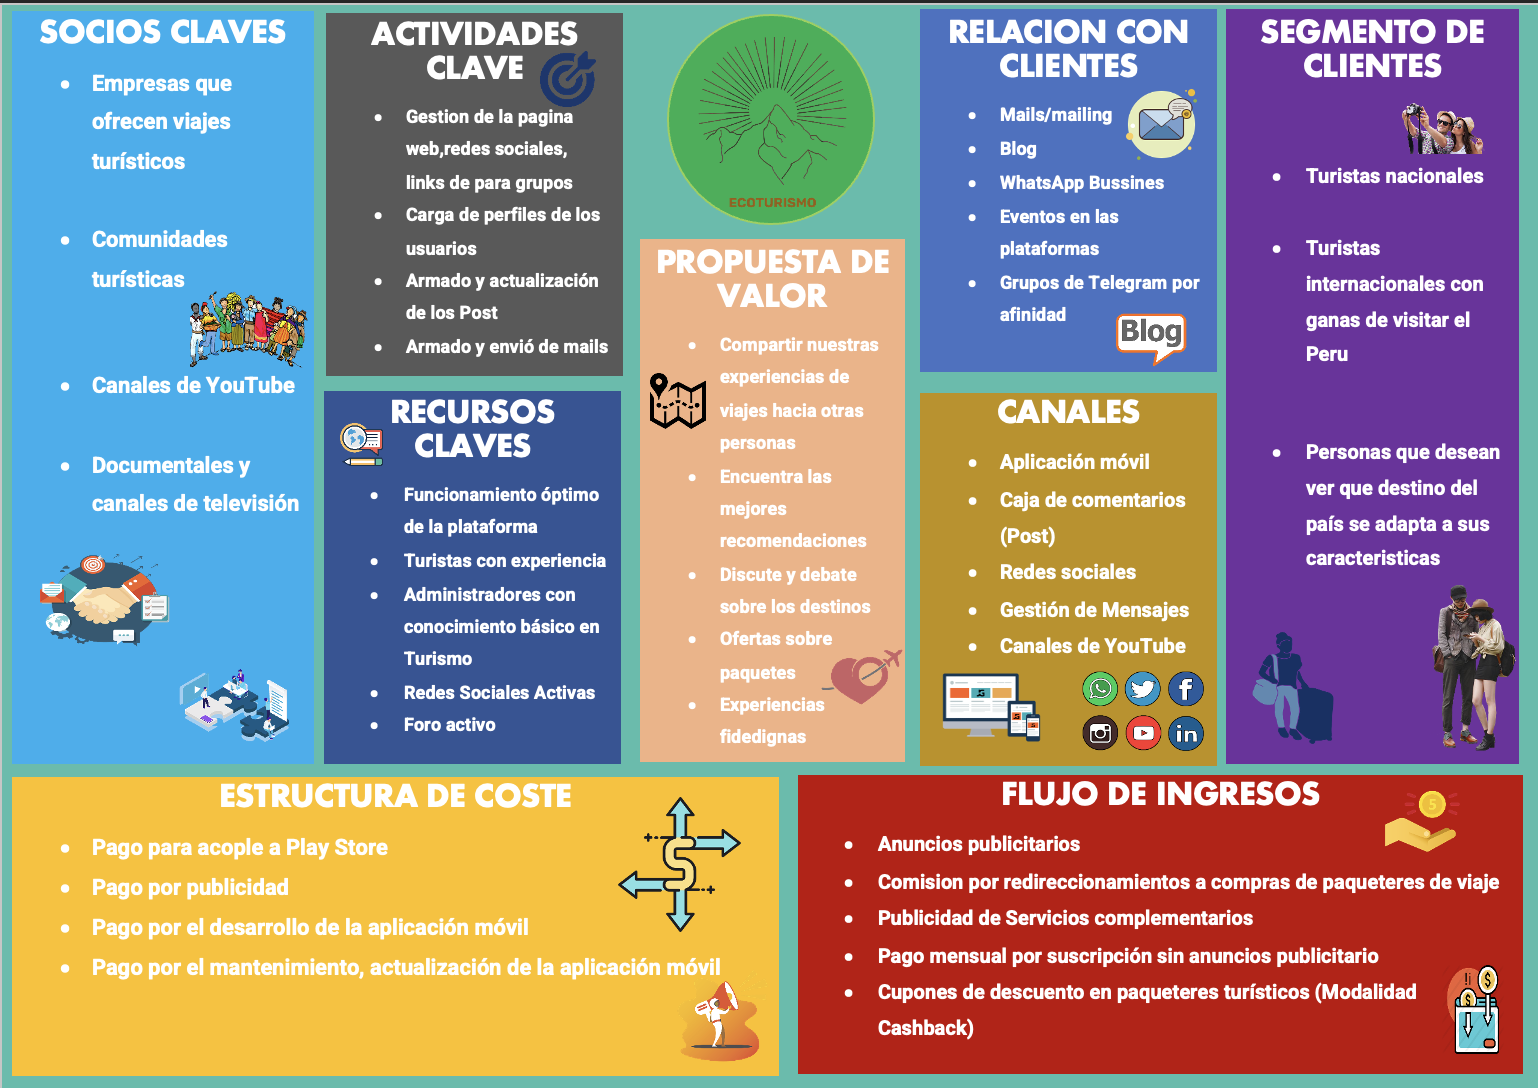 SOCIOS CLAVES
Empresas que
ofrecen viajes
turísticos
Comunidades
turísticas
Canales de YouTube
Documentales y
canales de televisión
ACTIVIDADES
CLAVE
Gestion de la pagina
web,redes sociales,
links de para grupos
Carga de perfiles de los
usuarios
Armado y actualización
de los Post
Armado y envió de mails
RECURSOS
CLAVES
Funcionamiento óptimo
de la plataforma
Turistas con experiencia
Administradores con
conocimiento básico en
Turismo
Redes Sociales Activas
Foro activo
ECOTURISMO
PROPUESTA DE
VALOR
Compartir nuestras
experiencias de
viajes hacia otras
personas
Encuentra las
mejores
recomendaciones
Discute y debate
sobre los destinos
Ofertas sobre
paquetes
Experiencias
fidedignas
RELACION CON
CLIENTES
Mails/mailing
Blog
WhatsApp Bussines
Eventos en las
plataformas
Grupos de Telegram por
afinidad
Blog
CANALES
Aplicación móvil
Caja de comentarios
(Post)
Redes sociales
Gestión de Mensajes
Canales de YouTube
SEGMENTO DE
CLIENTES
Turistas nacionales
Turistas
internacionales con
ganas de visitar el
Peru
Personas que desean
ver que destino del
país se adapta a sus
caracteristicas
ESTRUCTURA DE COSTE
Pago para acople a Play Store
Pago por publicidad
Pago por el desarrollo de la aplicación móvil
Pago por el mantenimiento, actualización de la aplicación móvil
FLUJO DE INGRESOS
Anuncios publicitarios
Comision por redireccionamientos a compras de paqueteres de viaje
Publicidad de Servicios complementarios
Pago mensual por suscripción sin anuncios publicitario
Cupones de descuento en paqueteres turísticos (Modalidad
Cashback)